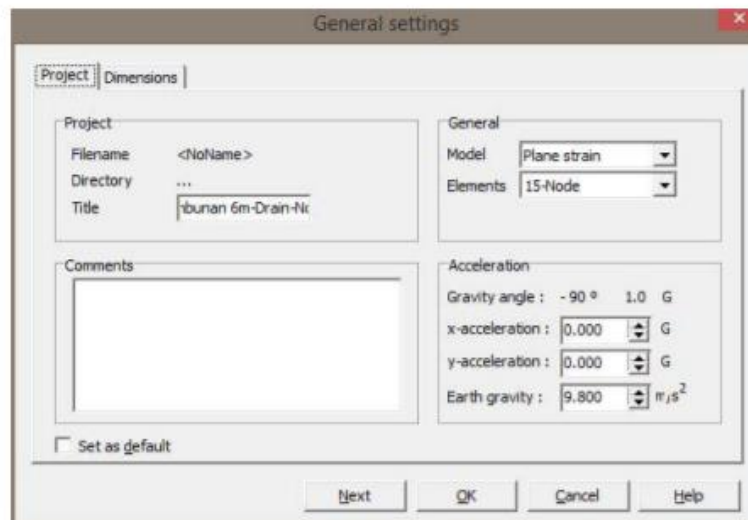 General settings
Project Dimensions
Project
Filename <NoName>
Directory ...
Title ıbunan 6m-Drain-Nc
General
Model Plane strain
Elements 15-Node
Comments
Acceleration
Gravity angle : - 90 º 1.0 G
x-acceleration : 0.000 G
y-acceleration : 0.000 G
Earth gravity : 9.800 m/s²
Set as default
Next OK Cancel Help